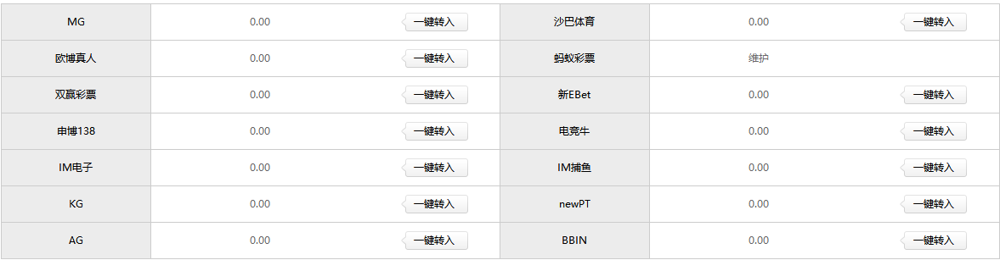 MG 0.00 一键转入 沙巴体育 0.00 一键转入
欧博真人 0.00 一键转入 蚂蚁彩票 维护
双赢彩票 0.00 一键转入 新EBet 0.00 一键转入
申博138 0.00 一键转入 电竞牛 0.00 一键转入
IM电子 0.00 一键转入 IM捕鱼 0.00 一键转入
KG 0.00 一键转入 newPT 0.00 一键转入
AG 0.00 一键转入 BBIN 0.00 一键转入